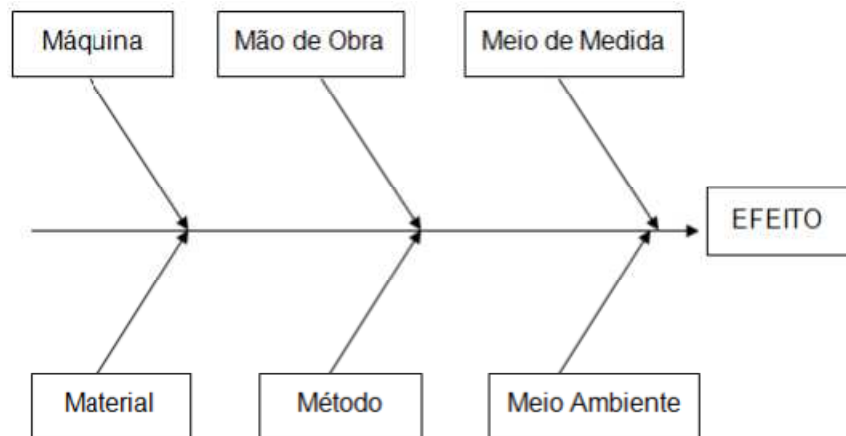 Máquina
Mão de Obra
Meio de Medida
EFEITO
Material
Método
Meio Ambiente